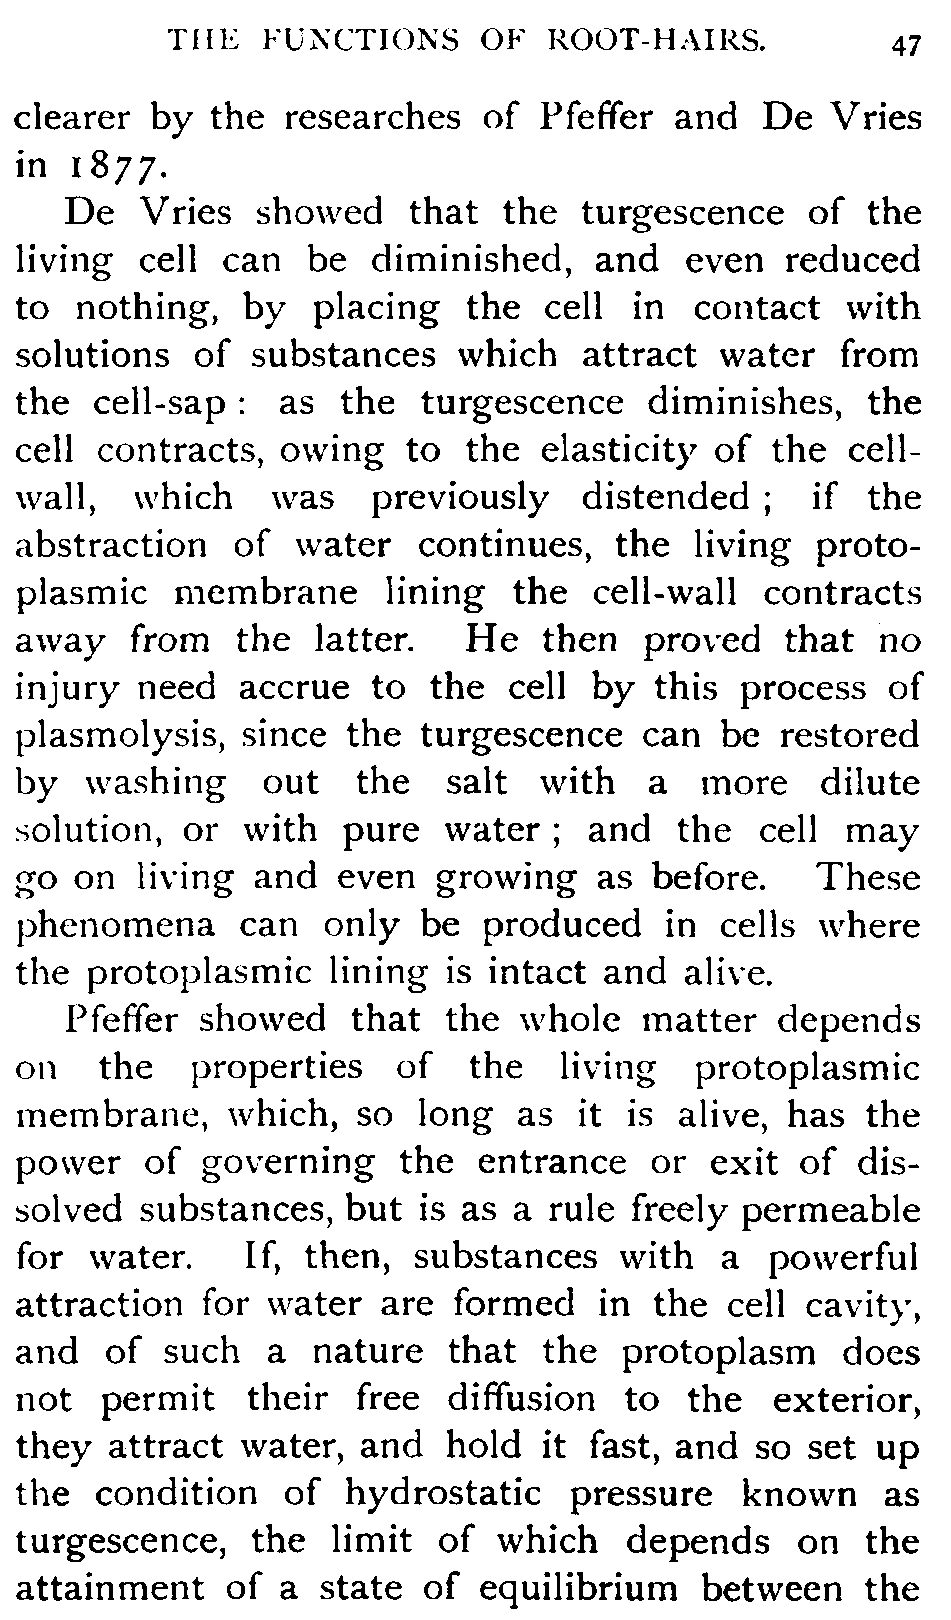 THE FUNCTIONS OF ROOT-HAIRS. 47
clearer by the researches of Pfeffer and De Vries
in 1877.
De Vries showed that the turgescence of the
living cell can be diminished, and even reduced
to nothing, by placing the cell in contact with
solutions of substances which attract water from
the cell-sap : as the turgescence diminishes, the
cell contracts, owing to the elasticity of the cell-
wall, which was previously distended ; if the
abstraction of water continues, the living proto-
plasmic membrane lining the cell-wall contracts
away from the latter. He then proved that no
injury need accrue to the cell by this process of
plasmolysis, since the turgescence can be restored
by washing out the salt with a more dilute
solution, or with pure water ; and the cell may
go on living and even growing as before. These
phenomena can only be produced in cells where
the protoplasmic lining is intact and alive.
Pfeffer showed that the whole matter depends
on the properties of the living protoplasmic
membrane, which, so long as it is alive, has the
power of governing the entrance or exit of dis-
solved substances, but is as a rule freely permeable
for water. If, then, substances with a powerful
attraction for water are formed in the cell cavity,
and of such a nature that the protoplasm does
not permit their free diffusion to the exterior,
they attract water, and hold it fast, and so set up
the condition of hydrostatic pressure known as
turgescence, the limit of which depends on the
attainment of a state of equilibrium between the